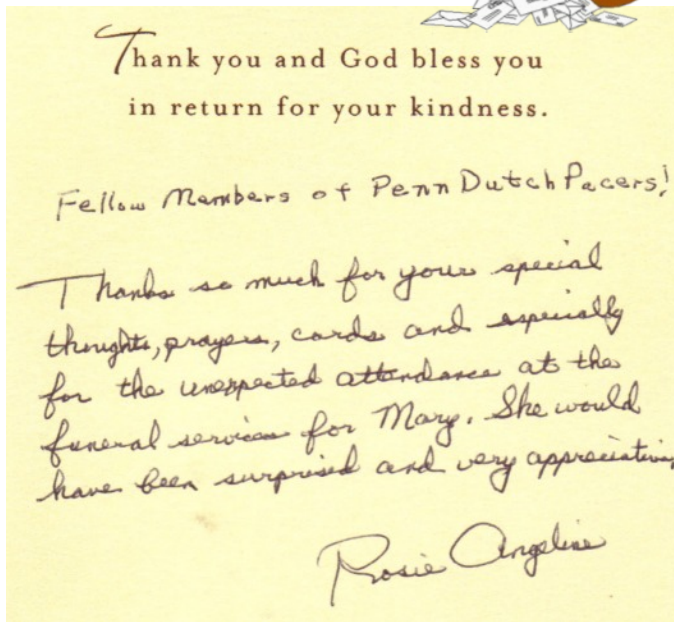 Thank you and God bless you
in return for your kindness.
Fellow Members of Penn Dutch Pacers!
Thanks so much for your special
thoughts, prayers, cards and especially
for the unexpected attendance at the
funeral services for Mary. She would
have been surprised and very
Rosie Angeline